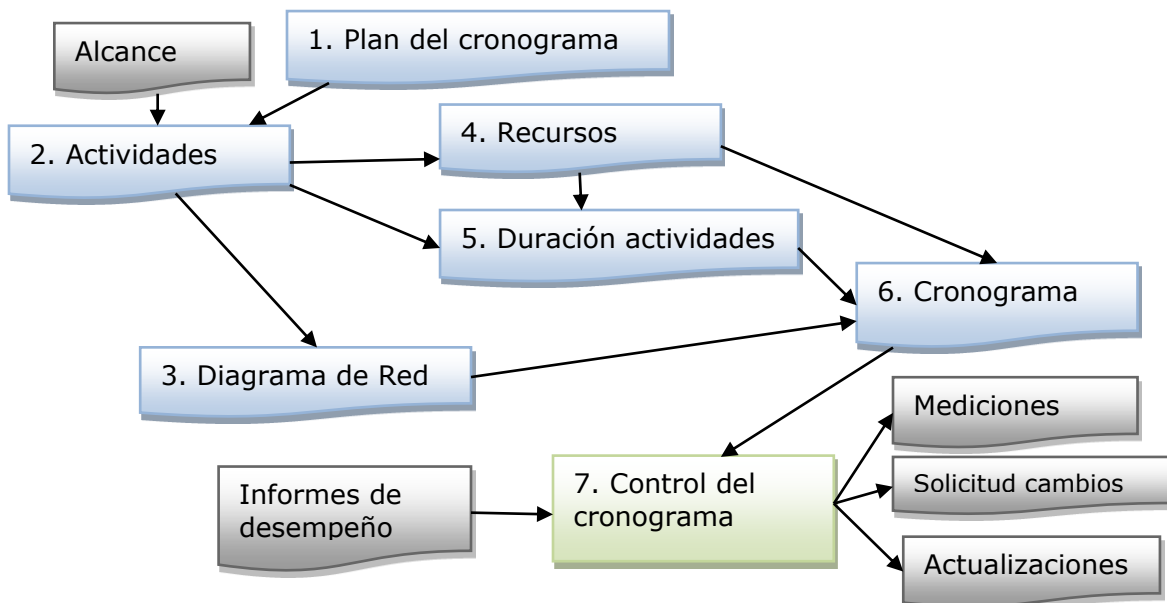 Alcance
1. Plan del cronograma
2. Actividades
4. Recursos
5. Duración actividades
6. Cronograma
3. Diagrama de Red
Mediciones
Informes de
desempeño
7. Control del
cronograma
Solicitud cambios
Actualizaciones